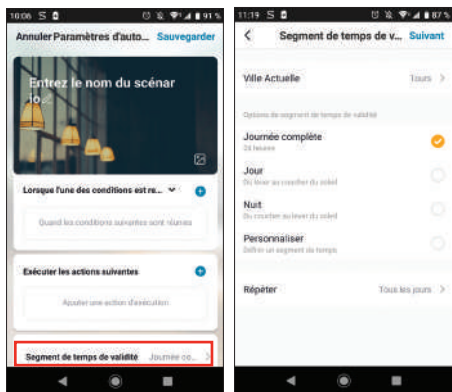 10:06 S 91 %
Annuler Paramètres d'auto... Sauvegarder
Entrez le nom du scénar
io
Lorsque l'une des conditions est re...
Quand les conditions suivantes sont réunies
Exécuter les actions suivantes
Ajouter une action d'exécution
Segment de temps de validité Journée co...
11:19 S 87 %
Segment de temps de v... Suivant
Ville Actuelle Tours
Options de segment de temps de validité
Journée complète
24 heures
Jour
Du lever au coucher du soleil
Nuit
Du coucher au lever du soleil
Personnaliser
Définir un segment de temps
Répéter Tous les jours